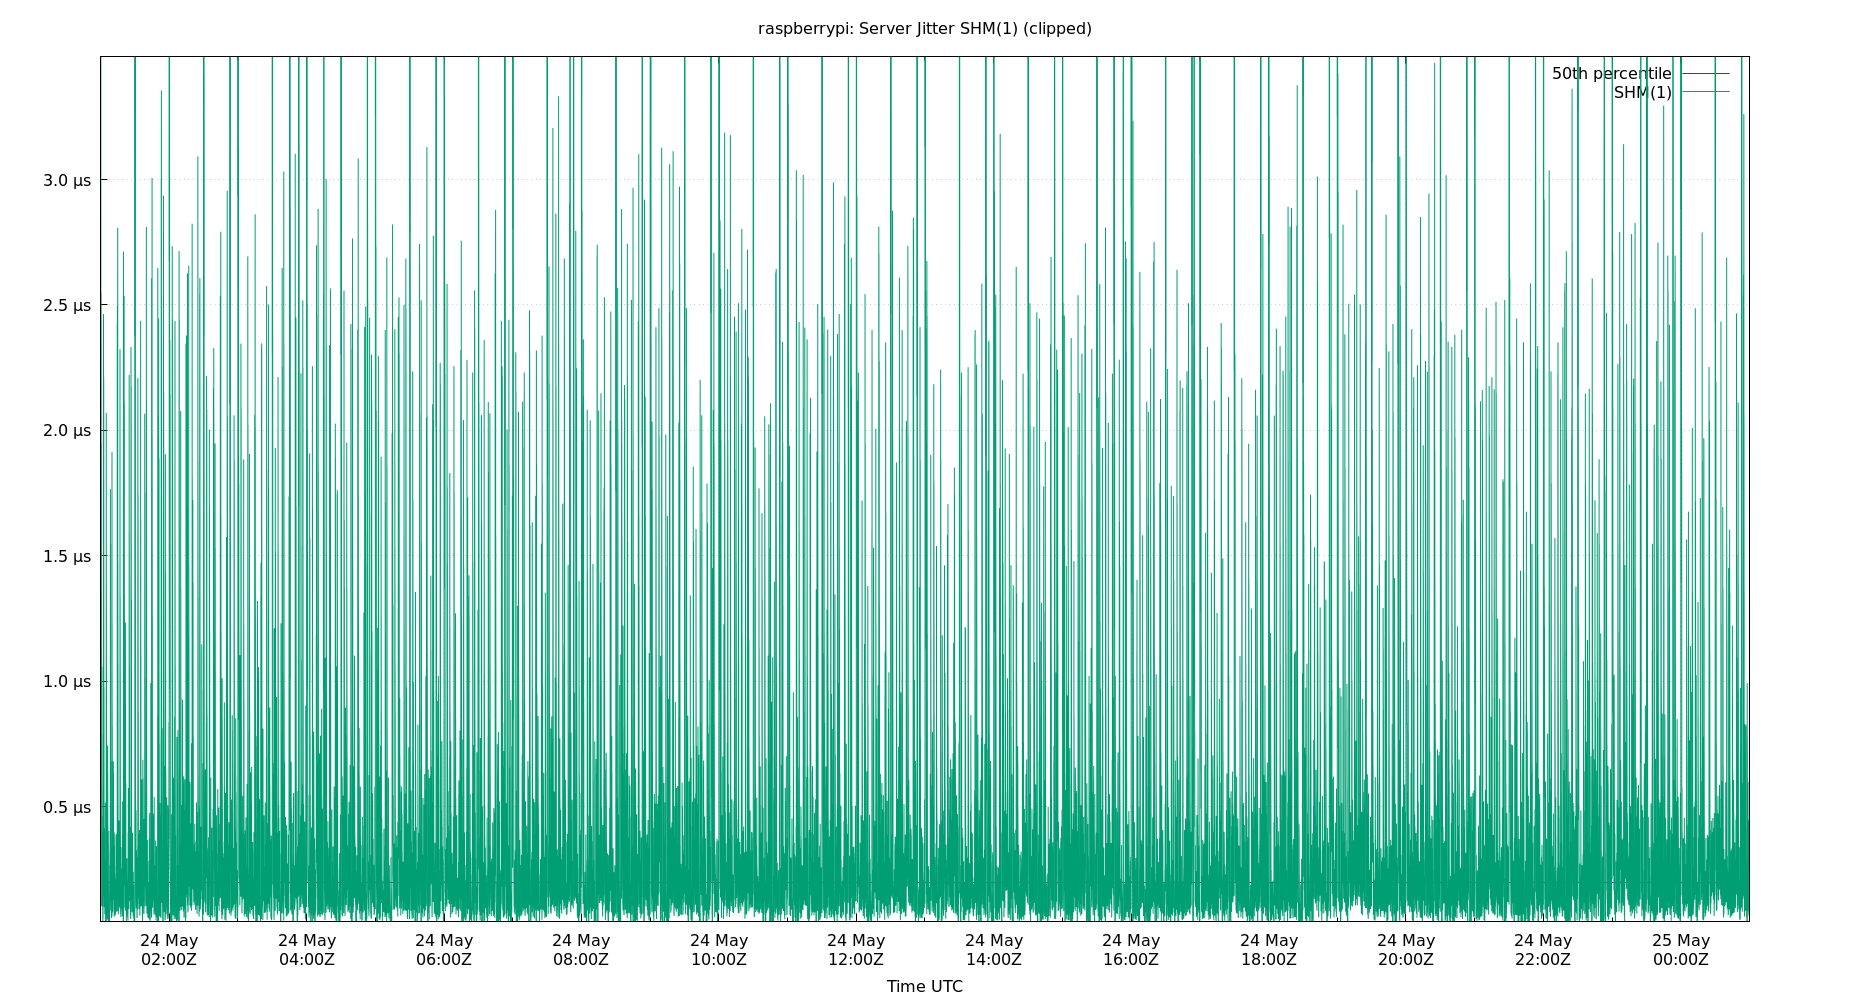 raspberrypi: Server Jitter SHM(1) (clipped)
50th percentile
SHM(1)
3.0 µs
2.5 µs
2.0 µs
1.5 µs
1.0 µs
0.5 µs
24 May 24 May 24 May 24 May 24 May 24 May 24 May 24 May 24 May 24 May 24 May 25 May
02:00Z 04:00Z 06:00Z 08:00Z 10:00Z 12:00Z 14:00Z 16:00Z 18:00Z 20:00Z 22:00Z 00:00Z
Time UTC